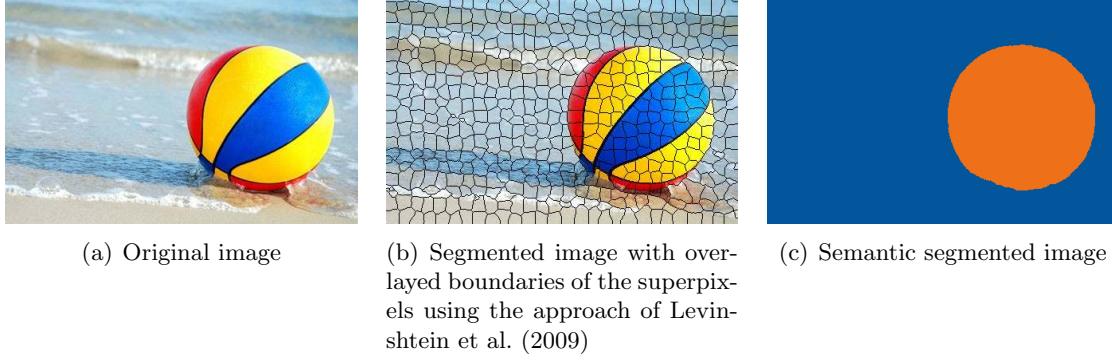 (a) Original image
(b) Segmented image with over-
layed boundaries of the superpix-
els using the approach of Levin-
shtein et al. (2009)
(c) Semantic segmented image